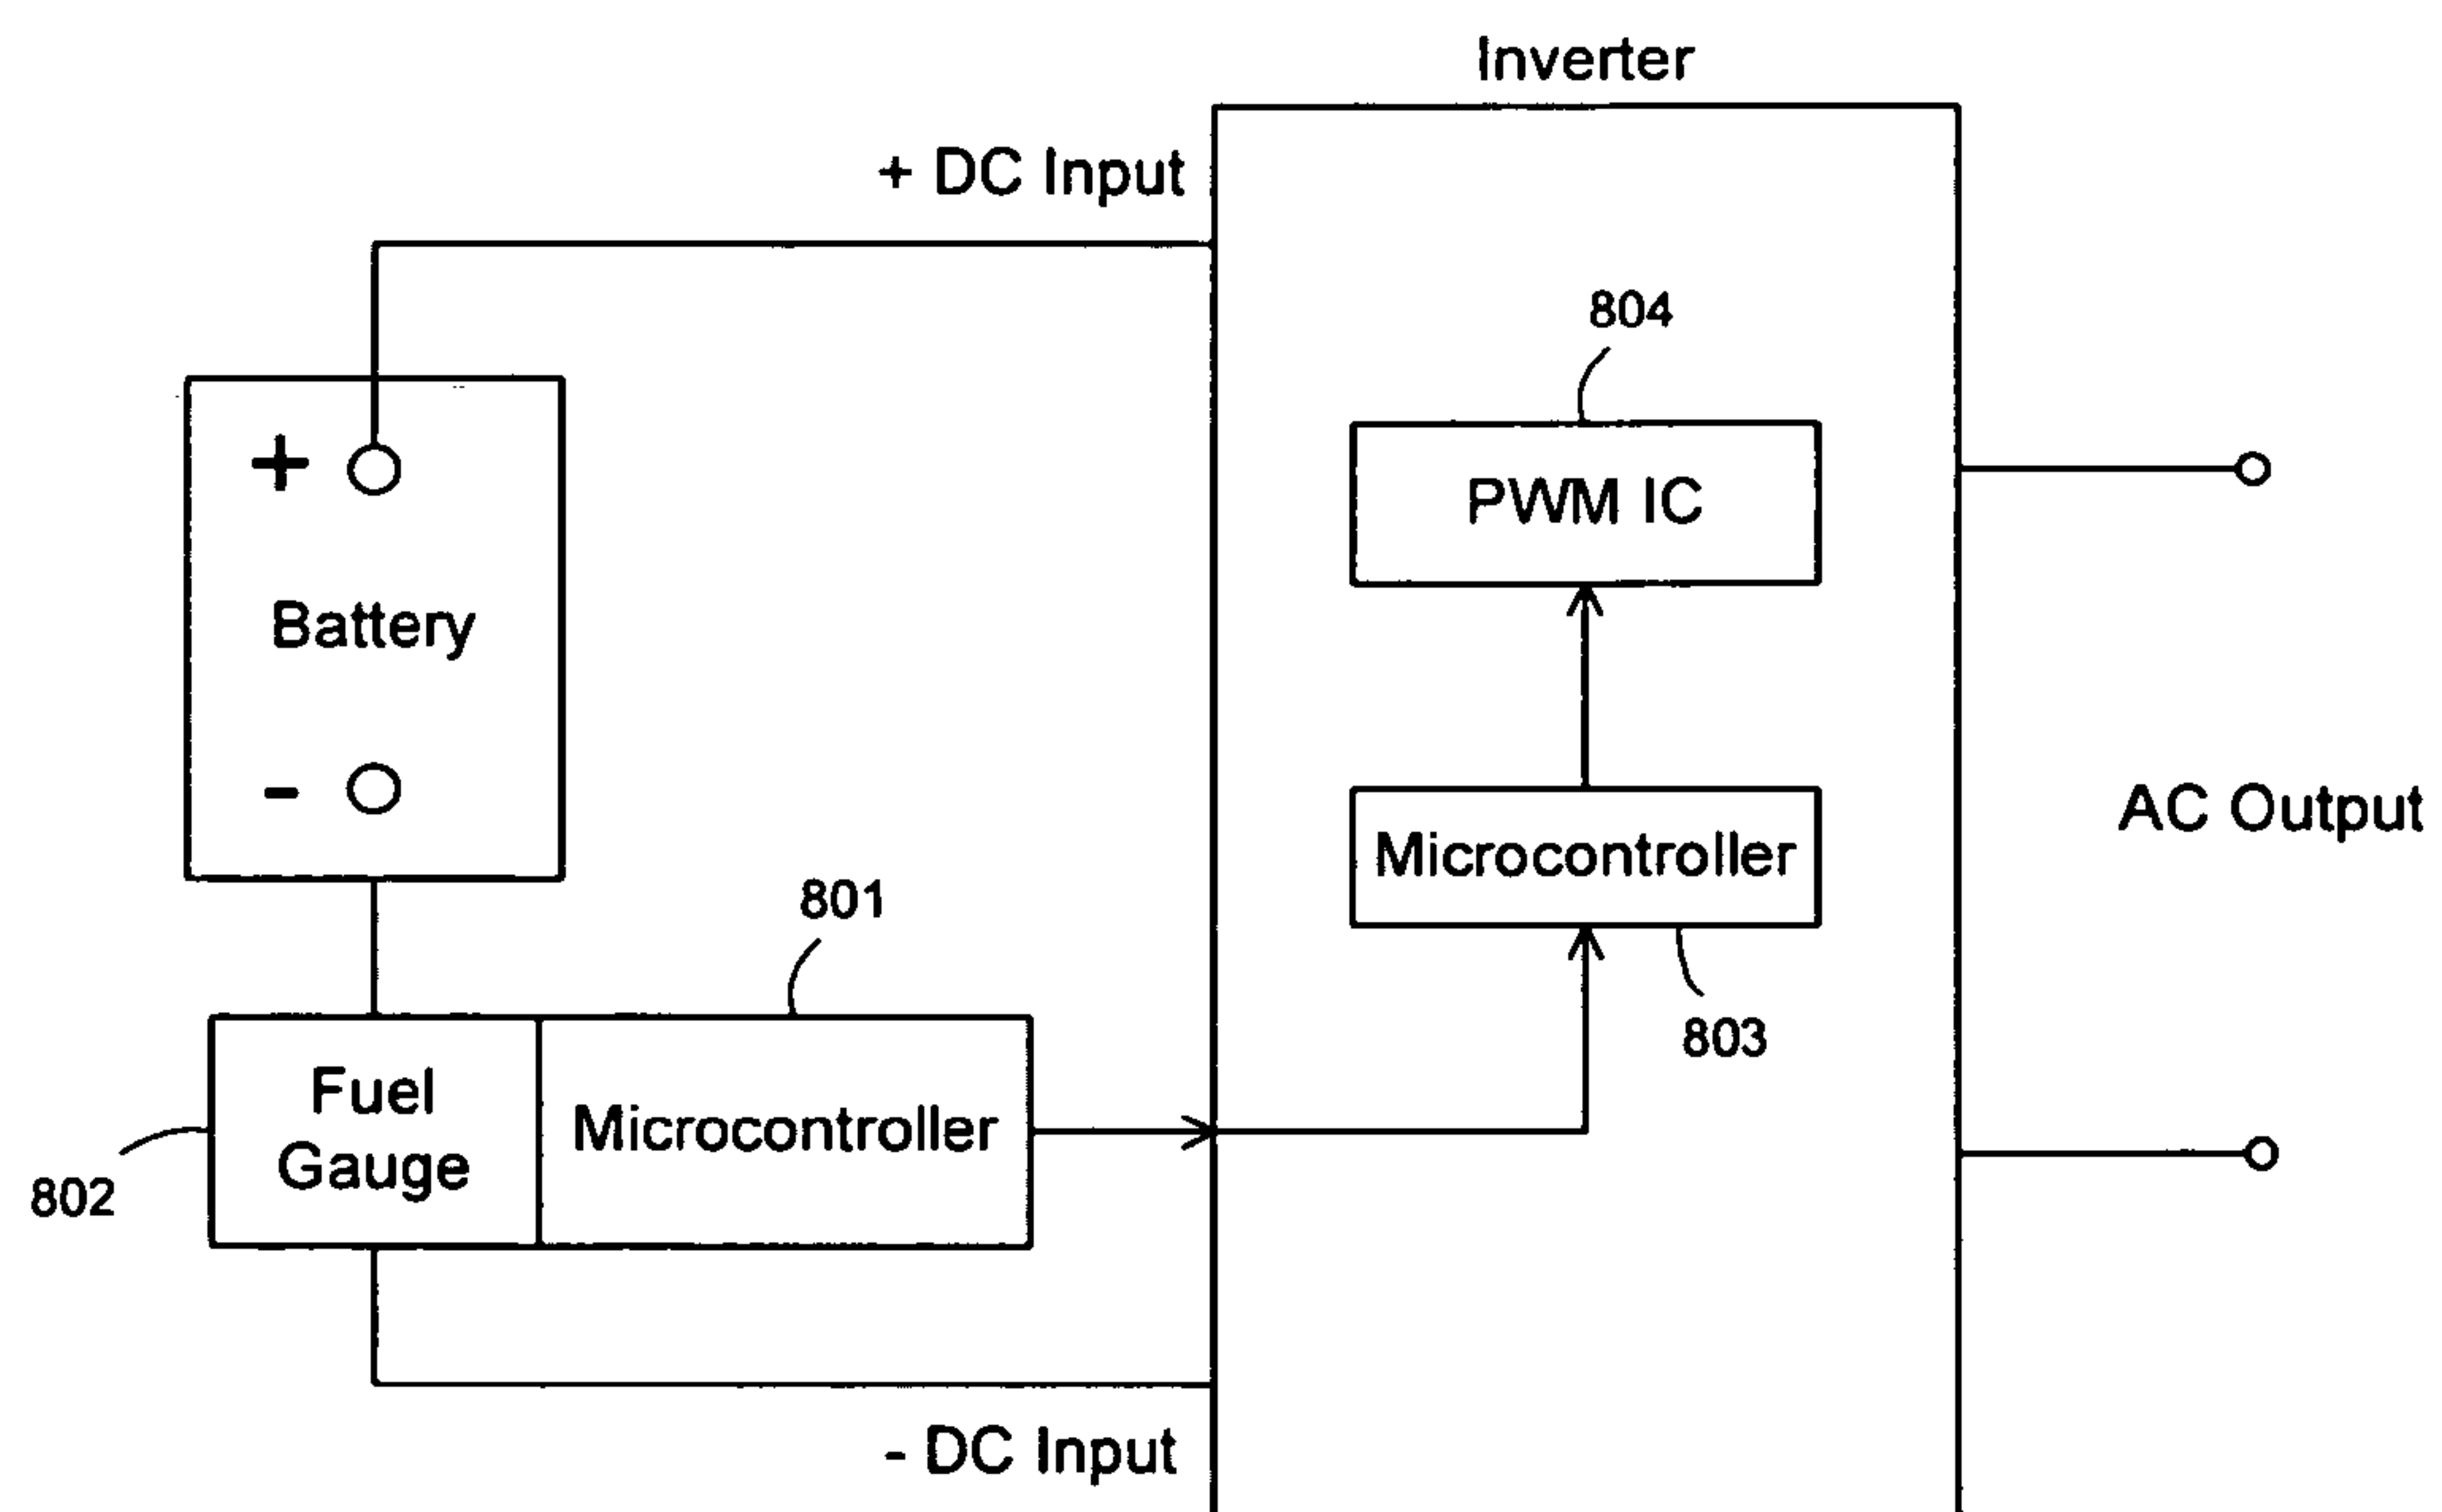 Inverter
+ DC Input
804
+
PWM IC
Battery
-
AC Output
Microcontroller
801
803
Fuel
Gauge
Microcontroller
802
- DC Input